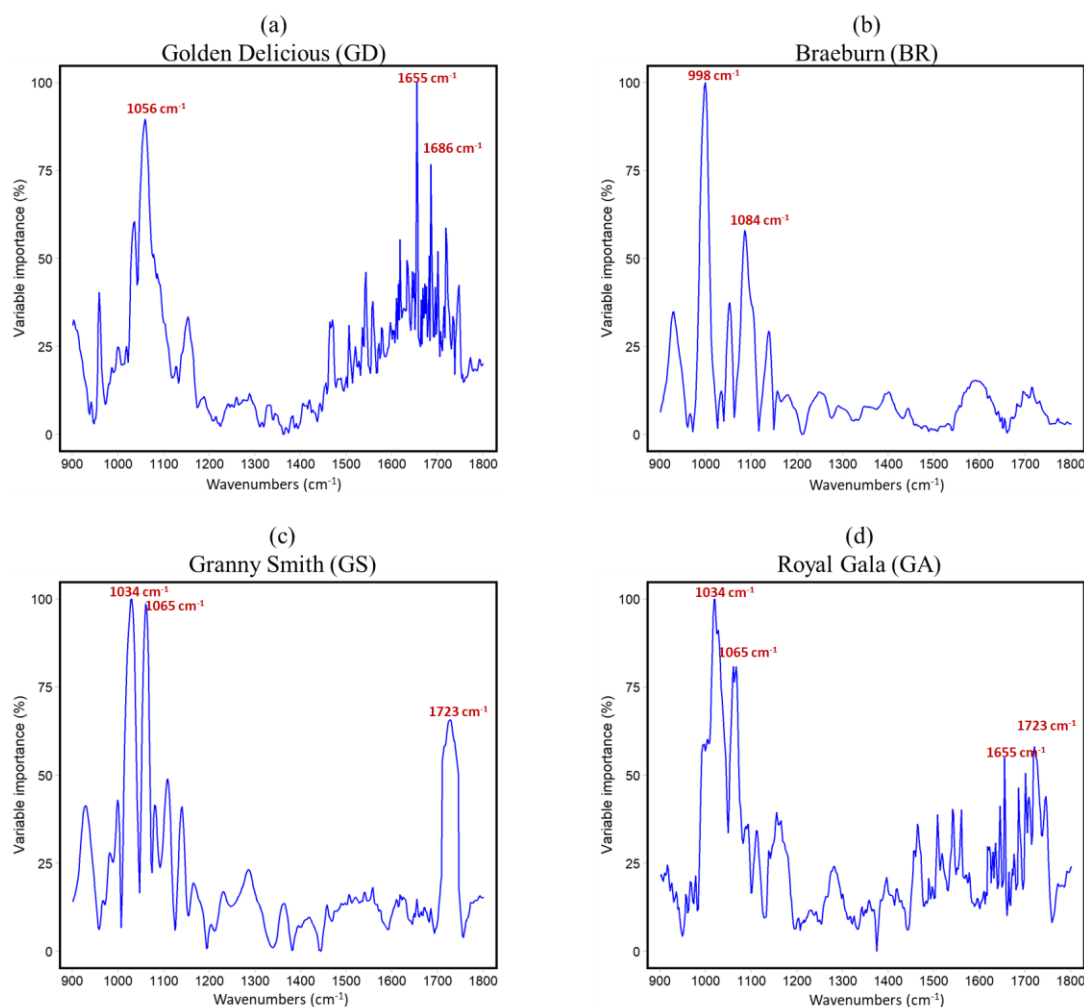 (a)
Golden Delicious (GD)
Variable importance (%)
100
75
50
25
0
1056 cm⁻¹
1655 cm⁻¹
1686 cm⁻¹
900 1000 1100 1200 1300 1400 1500 1600 1700 1800
Wavenumbers (cm⁻¹)
(b)
Braeburn (BR)
Variable importance (%)
100
75
50
25
0
998 cm⁻¹
1084 cm⁻¹
900 1000 1100 1200 1300 1400 1500 1600 1700 1800
Wavenumbers (cm⁻¹)
(c)
Granny Smith (GS)
Variable importance (%)
100
75
50
25
0
1034 cm⁻¹
1065 cm⁻¹
1723 cm⁻¹
900 1000 1100 1200 1300 1400 1500 1600 1700 1800
Wavenumbers (cm⁻¹)
(d)
Royal Gala (GA)
Variable importance (%)
100
75
50
25
0
1034 cm⁻¹
1065 cm⁻¹
1723 cm⁻¹
1655 cm⁻¹
900 1000 1100 1200 1300 1400 1500 1600 1700 1800
Wavenumbers (cm⁻¹)